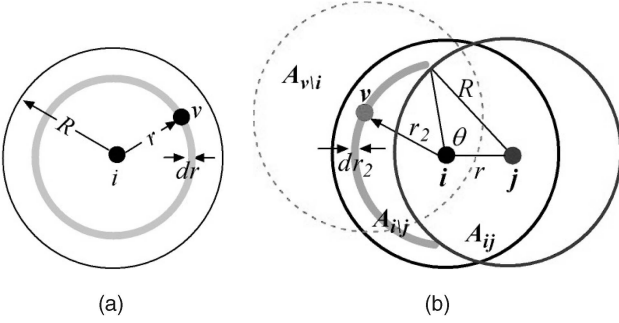 R
r
v
i
dr
(a)
A_{v\i}
v
R
r_2
θ
dr_2
i
r
j
A_{i\j}
A_{ij}
(b)